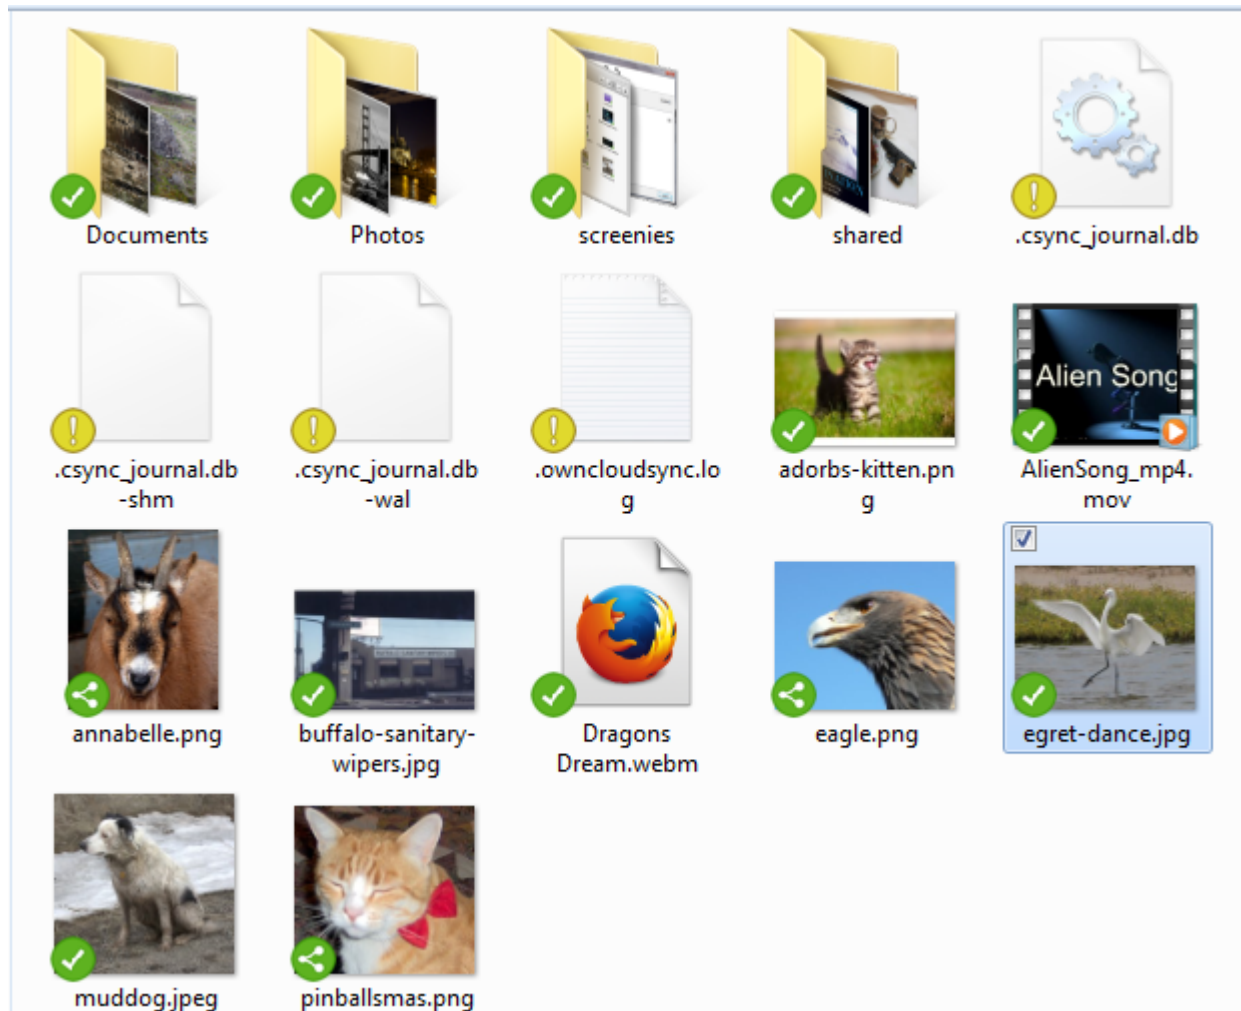 Documents
Photos
screenies
shared
.csync_journal.db
.csync_journal.db
-shm
.csync_journal.db
-wal
.owncloudsync.lo
g
adorbs-kitten.pn
g
Alien Song
AlienSong_mp4.
mov
annabelle.png
buffalo-sanitary-
wipers.jpg
Dragons
Dream.webm
eagle.png
egret-dance.jpg
muddog.jpeg
pinballsmas.png